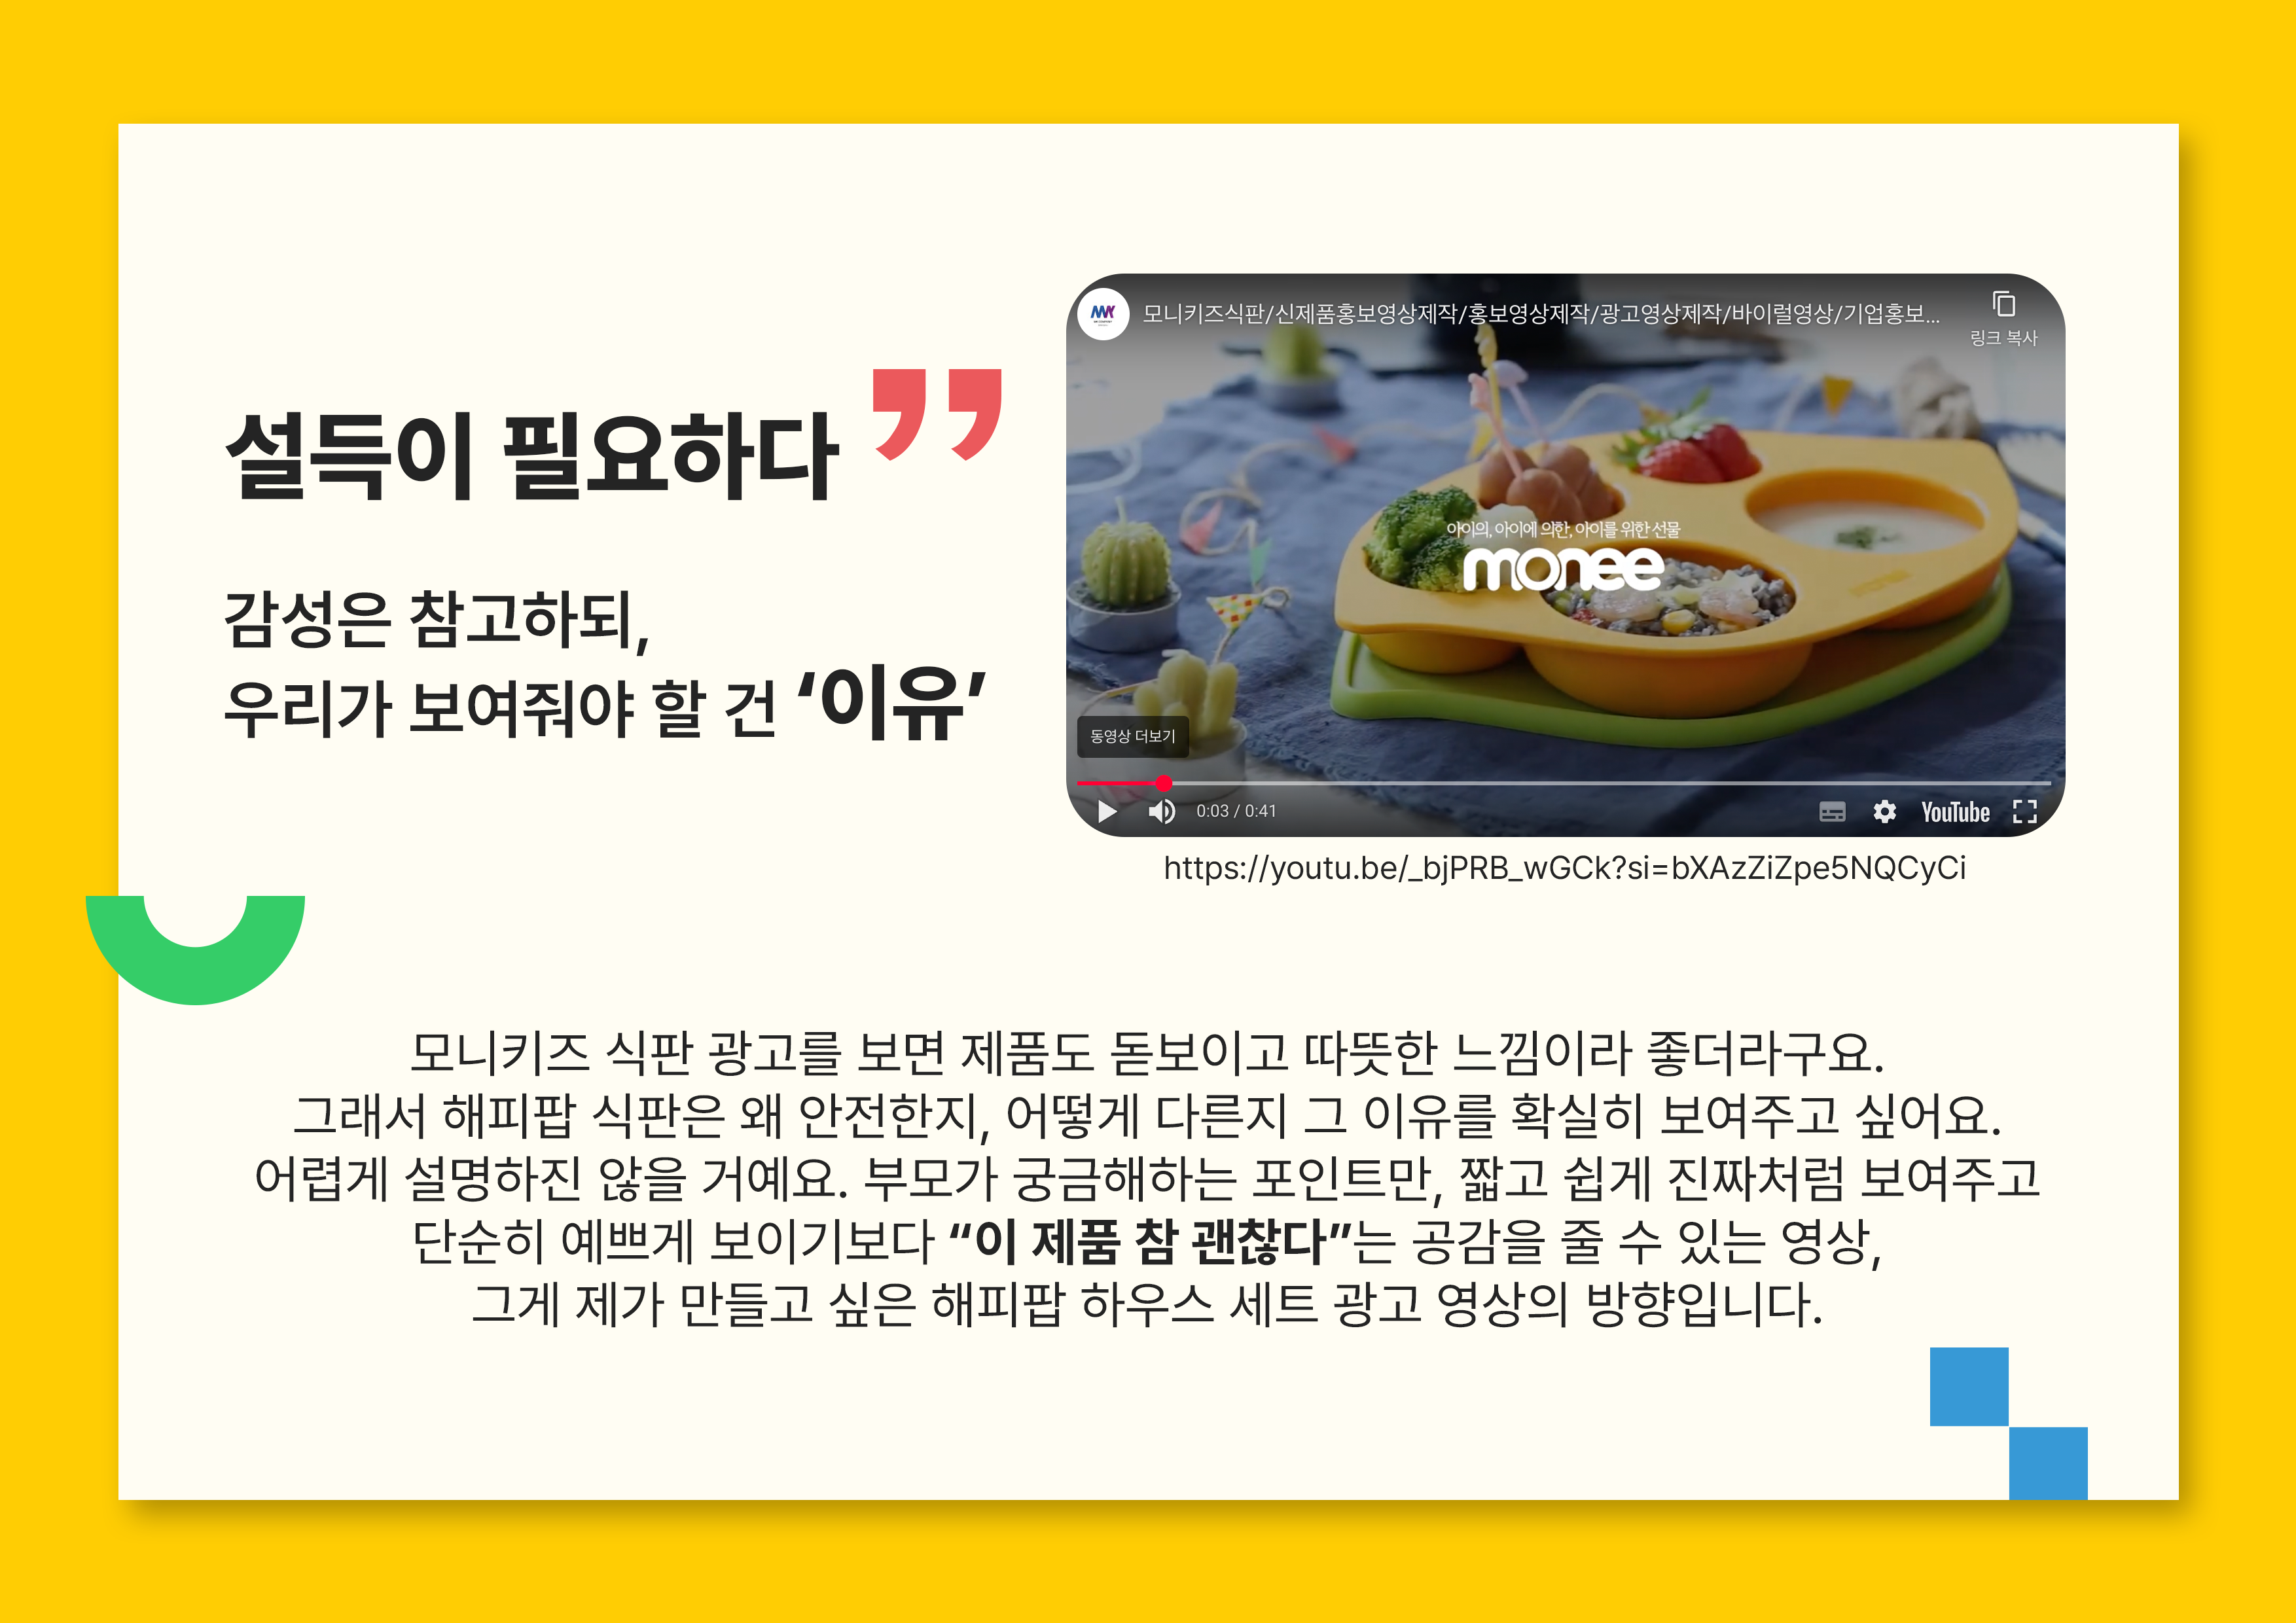 설득이 필요하다 ”
감성은 참고하되,
우리가 보여줘야 할 건 ‘이유’
모니키즈식판/신제품홍보영상제작/홍보영상제작/광고영상제작/바이럴영상/기업홍보...
링크 복사
아이의, 아이에 의한, 아이를 위한 선물
monee
동영상 더보기
0:03 / 0:41
YouTube
https://youtu.be/_bjPRB_wGCk?si=bXAzZiZpe5NQCyCi
모니키즈 식판 광고를 보면 제품도 돋보이고 따뜻한 느낌이라 좋더라구요.
그래서 해피팝 식판은 왜 안전한지, 어떻게 다른지 그 이유를 확실히 보여주고 싶어요.
어렵게 설명하진 않을 거예요. 부모가 궁금해하는 포인트만, 짧고 쉽게 진짜처럼 보여주고
단순히 예쁘게 보이기보다 “이 제품 참 괜찮다”는 공감을 줄 수 있는 영상,
그게 제가 만들고 싶은 해피팝 하우스 세트 광고 영상의 방향입니다.